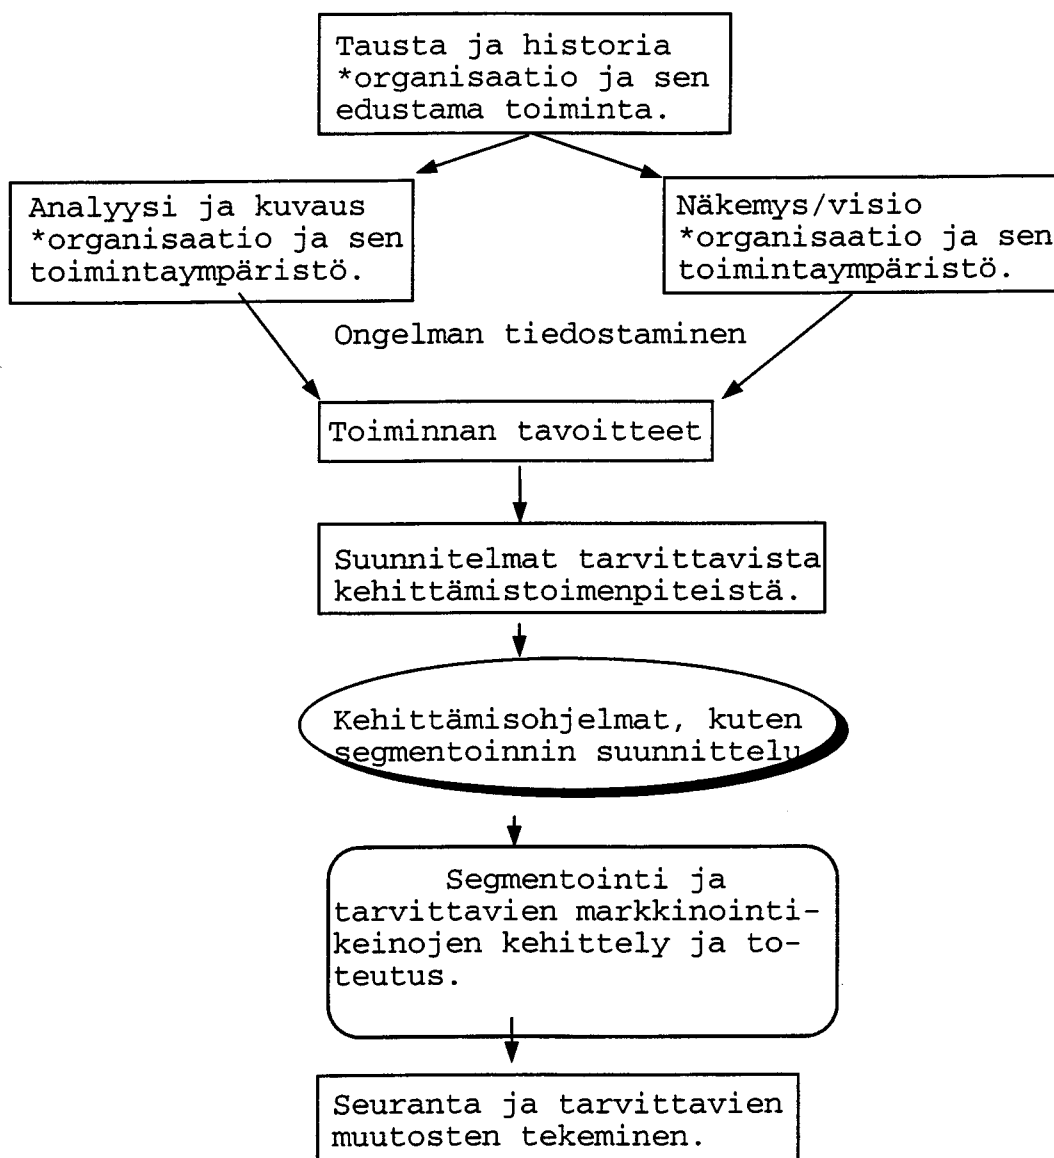 Tausta ja historia
*organisaatio ja sen
edustama toiminta.
Analyysi ja kuvaus
*organisaatio ja sen
toimintaympäristö.
Näkemys/visio
*organisaatio ja sen
toimintaympäristö.
Ongelman tiedostaminen
Toiminnan tavoitteet
Suunnitelmat tarvittavista
kehittämistoimenpiteistä.
Kehittämisohjelmat, kuten
segmentoinnin suunnittelu
Segmentointi ja
tarvittavien markkinointi-
keinojen kehittely ja to-
teutus.
Seuranta ja tarvittavien
muutosten tekeminen.